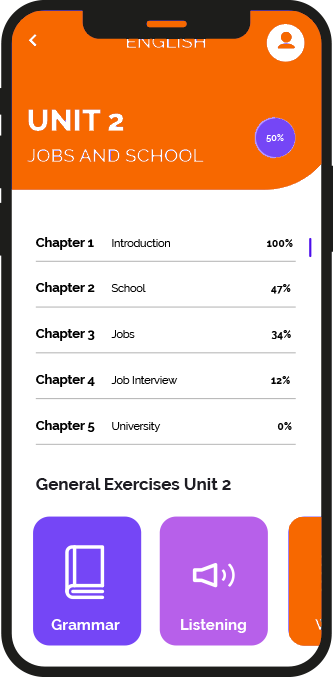 ENGLISH
UNIT 2
JOBS AND SCHOOL
50%
Chapter 1 Introduction 100%
Chapter 2 School 47%
Chapter 3 Jobs 34%
Chapter 4 Job Interview 12%
Chapter 5 University 0%
General Exercises Unit 2
Grammar Listening